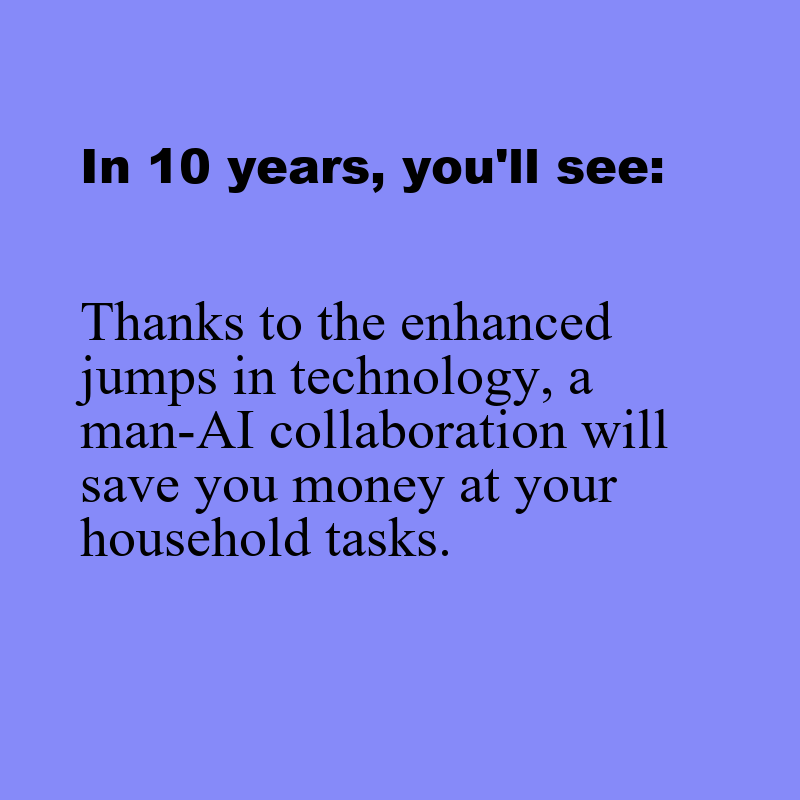 In 10 years, you'll see:
Thanks to the enhanced
jumps in technology, a
man-AI collaboration will
save you money at your
household tasks.